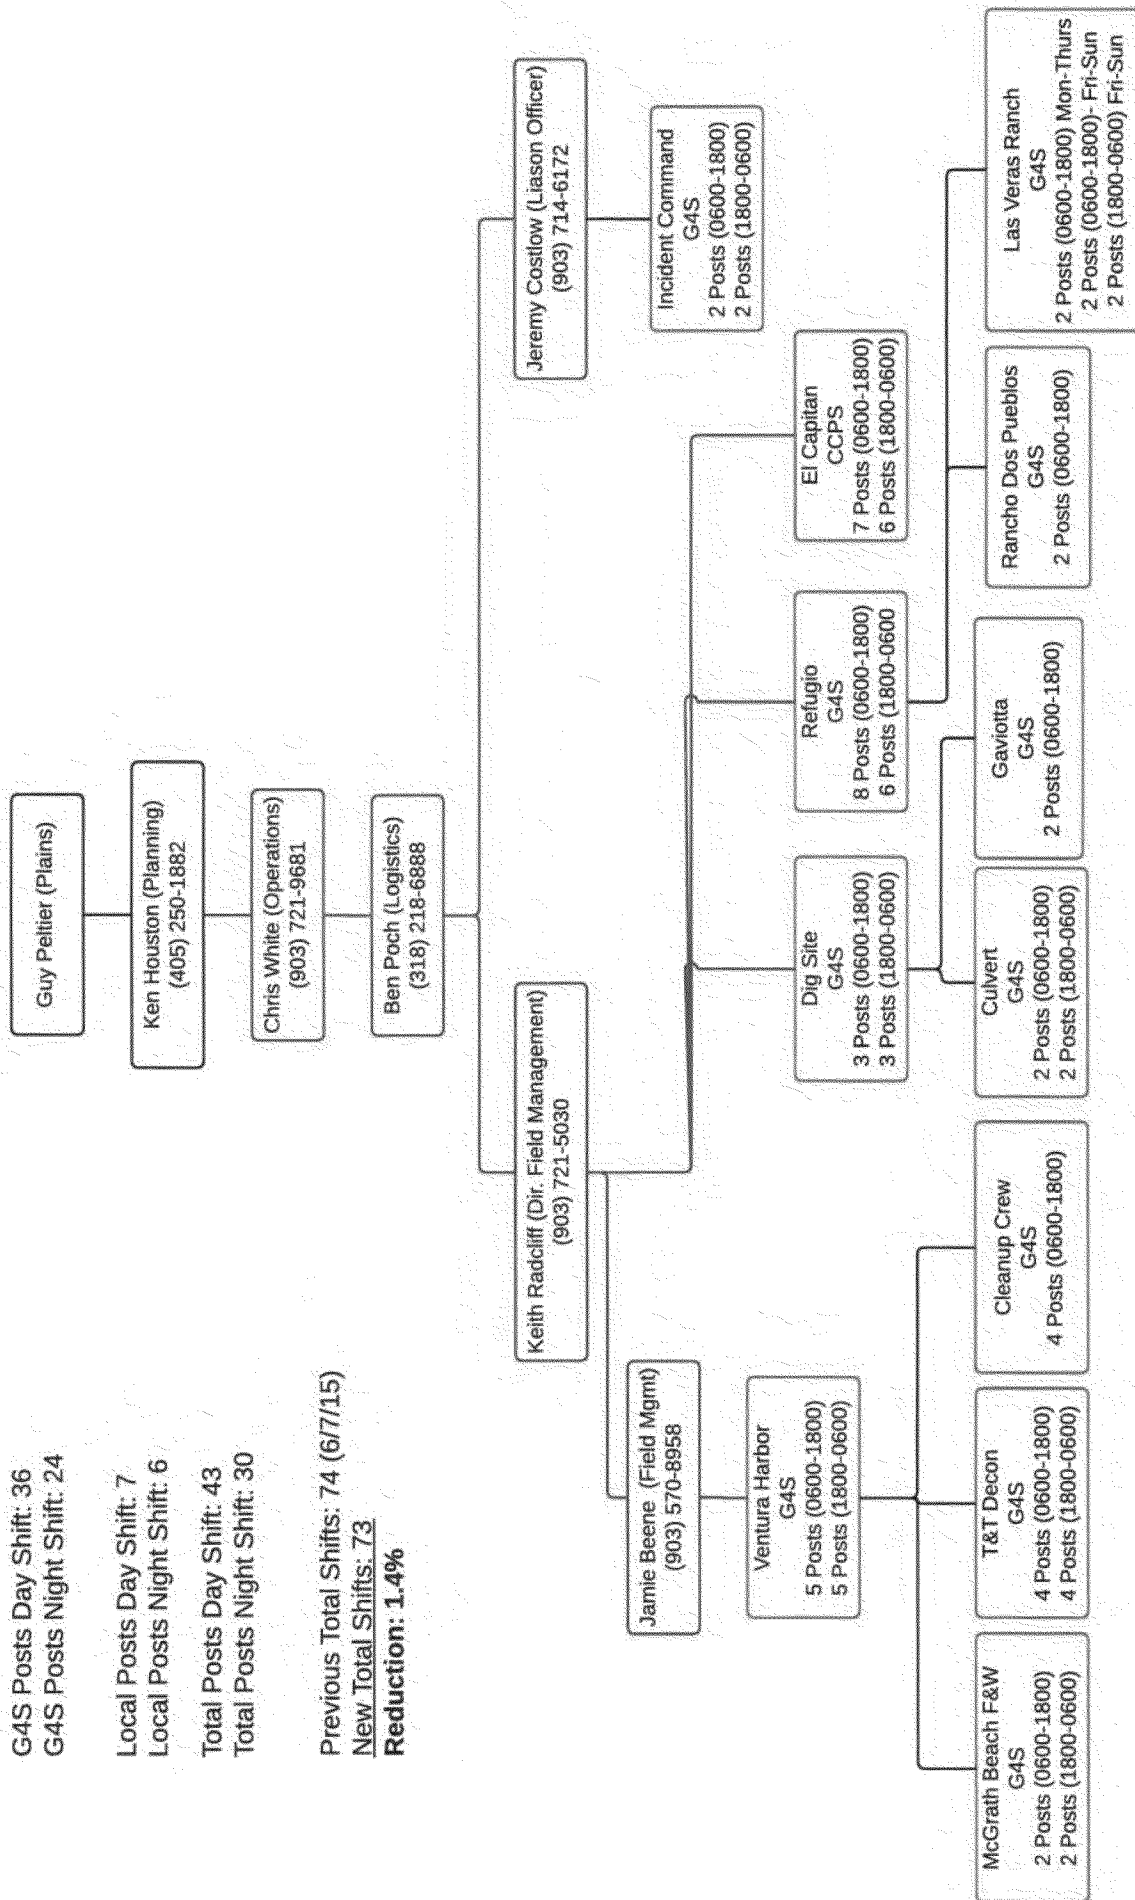 G4S Posts Day Shift: 36
G4S Posts Night Shift: 24
Local Posts Day Shift: 7
Local Posts Night Shift: 6
Total Posts Day Shift: 43
Total Posts Night Shift: 30
Previous Total Shifts: 74 (6/7/15)
New Total Shifts: 73
Reduction: 1.4%
Guy Peltier (Plains)
Ken Houston (Planning)
(405) 250-1882
Chris White (Operations)
(903) 721-9681
Ben Poch (Logistics)
(318) 218-6888
Keith Radcliff (Dir. Field Management)
(903) 721-5030
Jeremy Costlow (Liason Officer)
(903) 714-6172
Jamie Beene (Field Mgmt)
(903) 570-8958
Incident Command
G4S
2 Posts (0600-1800)
2 Posts (1800-0600)
Ventura Harbor
G4S
5 Posts (0600-1800)
5 Posts (1800-0600)
Dig Site
G4S
3 Posts (0600-1800)
3 Posts (1800-0600)
Refugio
G4S
8 Posts (0600-1800)
6 Posts (1800-0600
El Capitan
CCPS
7 Posts (0600-1800)
6 Posts (1800-0600)
McGrath Beach F&W
G4S
2 Posts (0600-1800)
2 Posts (1800-0600)
T&T Decon
G4S
4 Posts (0600-1800)
4 Posts (1800-0600)
Cleanup Crew
G4S
4 Posts (0600-1800)
Culvert
G4S
2 Posts (0600-1800)
2 Posts (1800-0600)
Gaviotta
G4S
2 Posts (0600-1800)
Rancho Dos Pueblos
G4S
2 Posts (0600-1800)
Las Veras Ranch
G4S
2 Posts (0600-1800) Mon-Thurs
2 Posts (0600-1800)- Fri-Sun
2 Posts (1800-0600) Fri-Sun